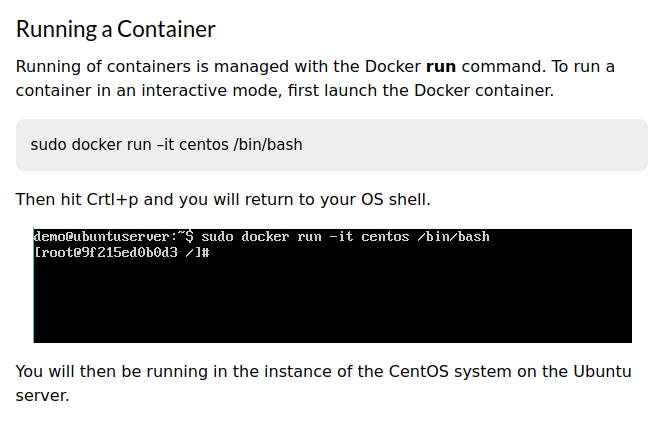 Running a Container
Running of containers is managed with the Docker run command. To run a
container in an interactive mode, first launch the Docker container.
sudo docker run –it centos /bin/bash
Then hit Crtl+p and you will return to your OS shell.
demo@ubuntuserver:~$ sudo docker run -it centos /bin/bash
[root@9f215ed0b0d3 /]#
You will then be running in the instance of the CentOS system on the Ubuntu
server.